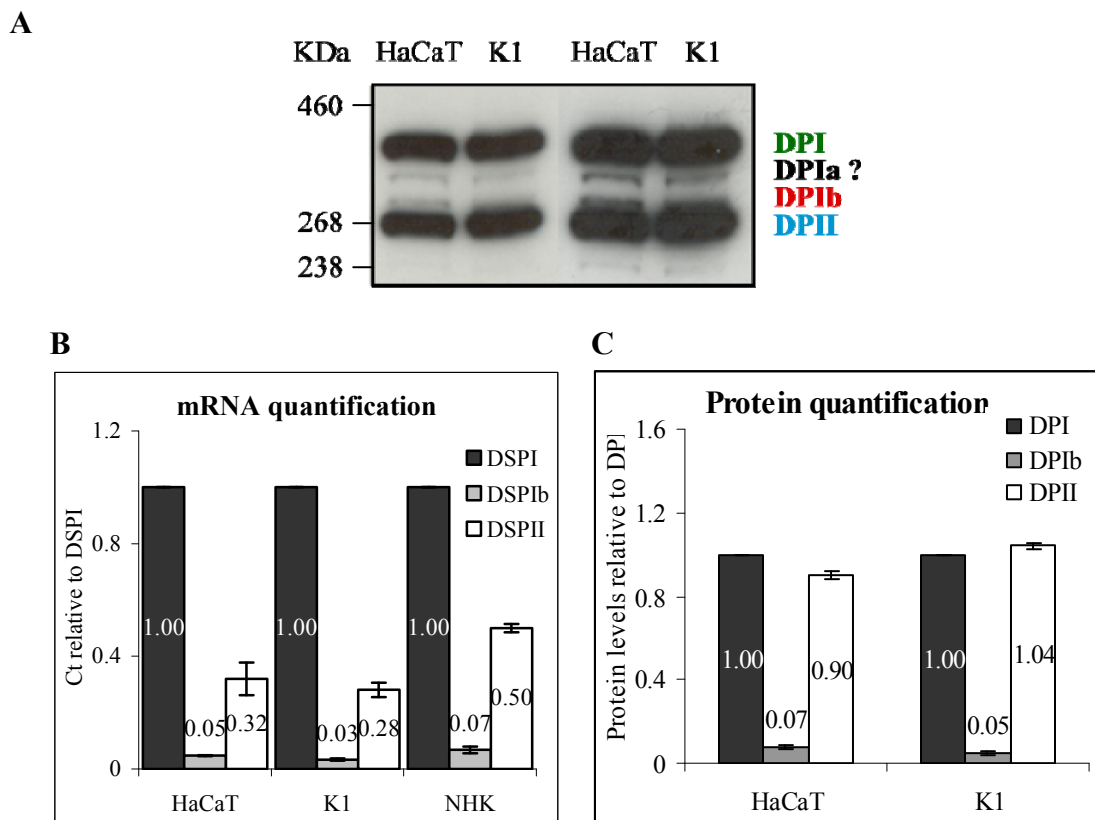 A
KDa HaCaT K1 HaCaT K1
460
268
238
DPI
DPIa ?
DPIb
DPII
B
mRNA quantification
Ct relative to DSPI
1.2
0.8
0.4
0
DSPI
DSPIb
DSPII
1.00 0.05 0.32 1.00 0.03 0.28 1.00 0.07 0.50
HaCaT K1 NHK
C
Protein quantification
Protein levels relative to DPI
1.6
1.2
0.8
0.4
0
DPI
DPIb
DPII
1.00 0.07 0.90 1.00 0.05 1.04
HaCaT K1